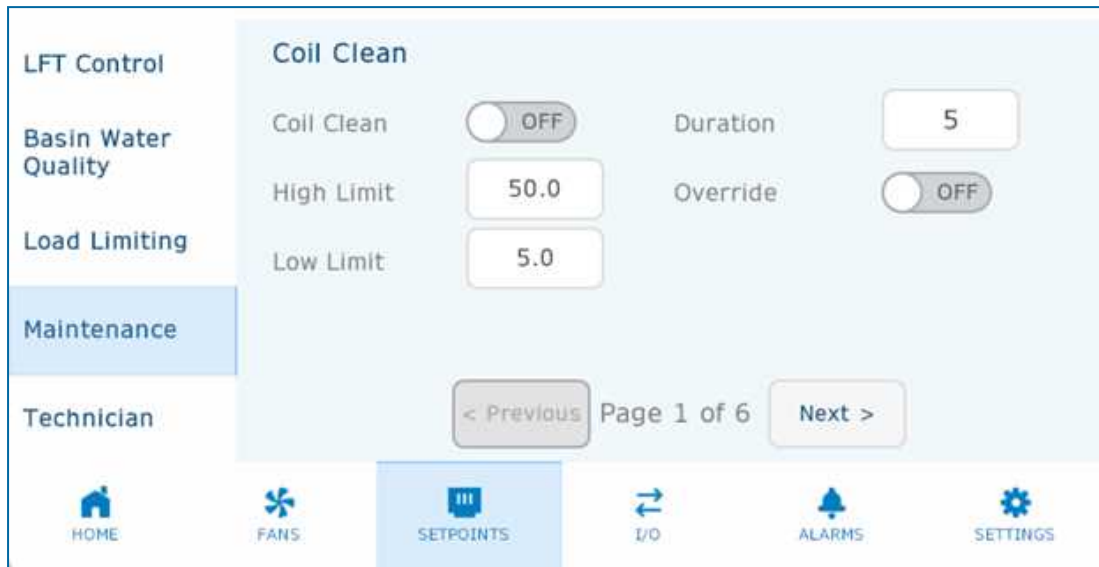 LFT Control
Basin Water
Quality
Load Limiting
Maintenance
Technician
Coil Clean
Coil Clean OFF Duration 5
High Limit 50.0 Override OFF
Low Limit 5.0
< Previous Page 1 of 6 Next >
HOME FANS SETPOINTS I/O ALARMS SETTINGS